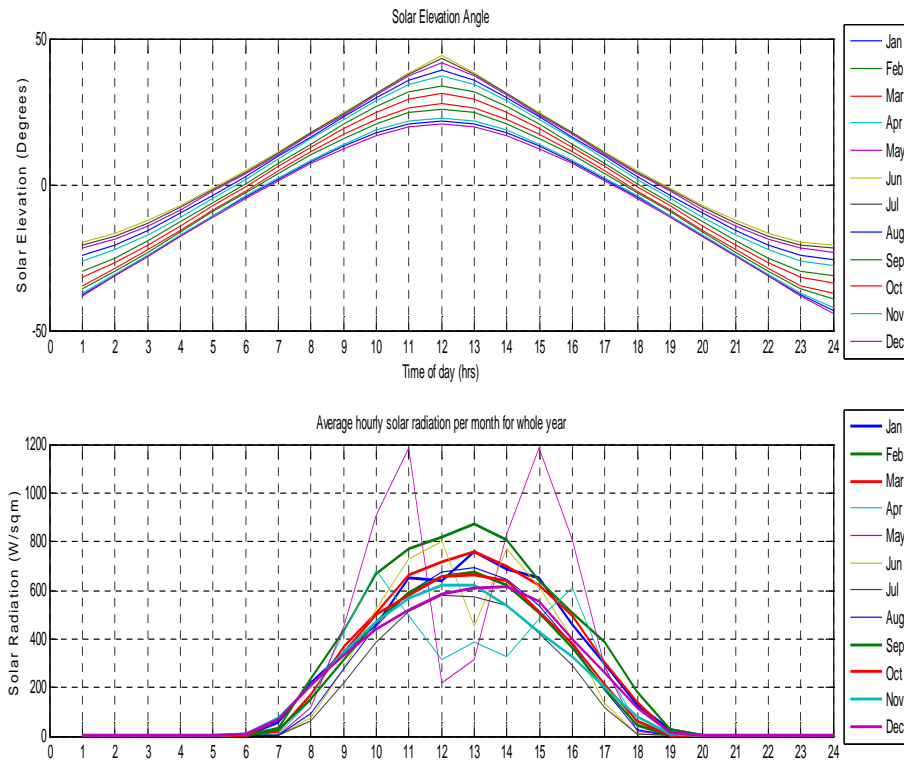 Solar Elevation Angle
Solar Elevation (Degrees)
50
0
-50
0 1 2 3 4 5 6 7 8 9 10 11 12 13 14 15 16 17 18 19 20 21 22 23 24
Time of day (hrs)
Jan
Feb
Mar
Apr
May
Jun
Jul
Aug
Sep
Oct
Nov
Dec
Average hourly solar radiation per month for whole year
Solar Radiation (W/sqm)
1200
1000
800
600
400
200
0
0 1 2 3 4 5 6 7 8 9 10 11 12 13 14 15 16 17 18 19 20 21 22 23 24
Jan
Feb
Mar
Apr
May
Jun
Jul
Aug
Sep
Oct
Nov
Dec